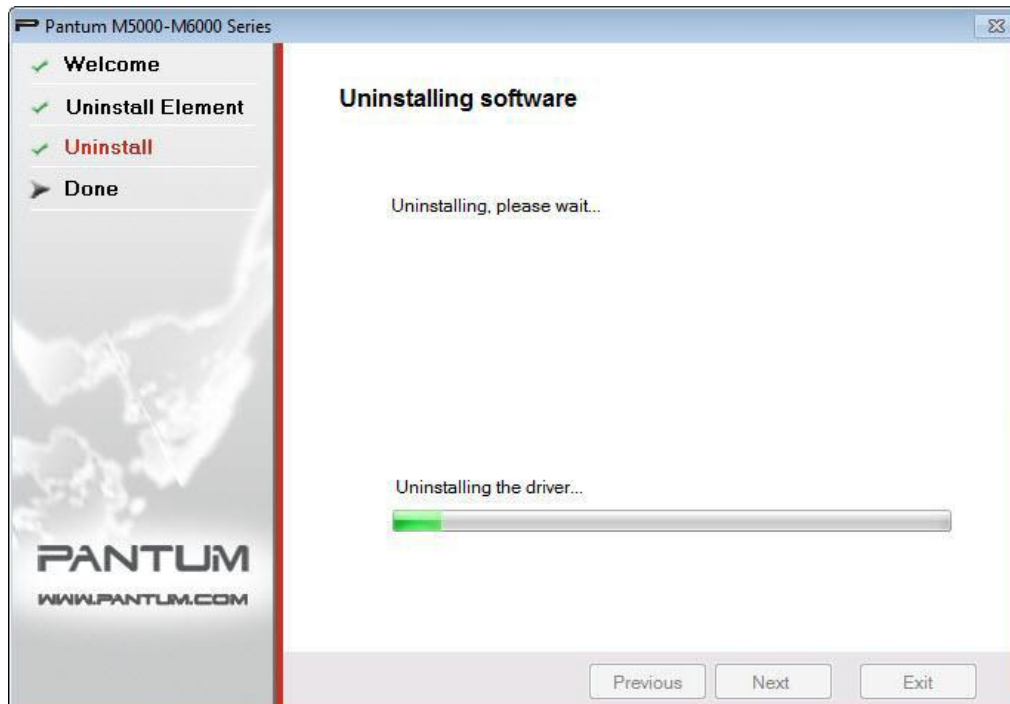 Pantum M5000-M6000 Series
Welcome
Uninstall Element
Uninstall
Done
Uninstalling software
Uninstalling, please wait...
Uninstalling the driver...
PANTUM
WWW.PANTUM.COM
Previous
Next
Exit